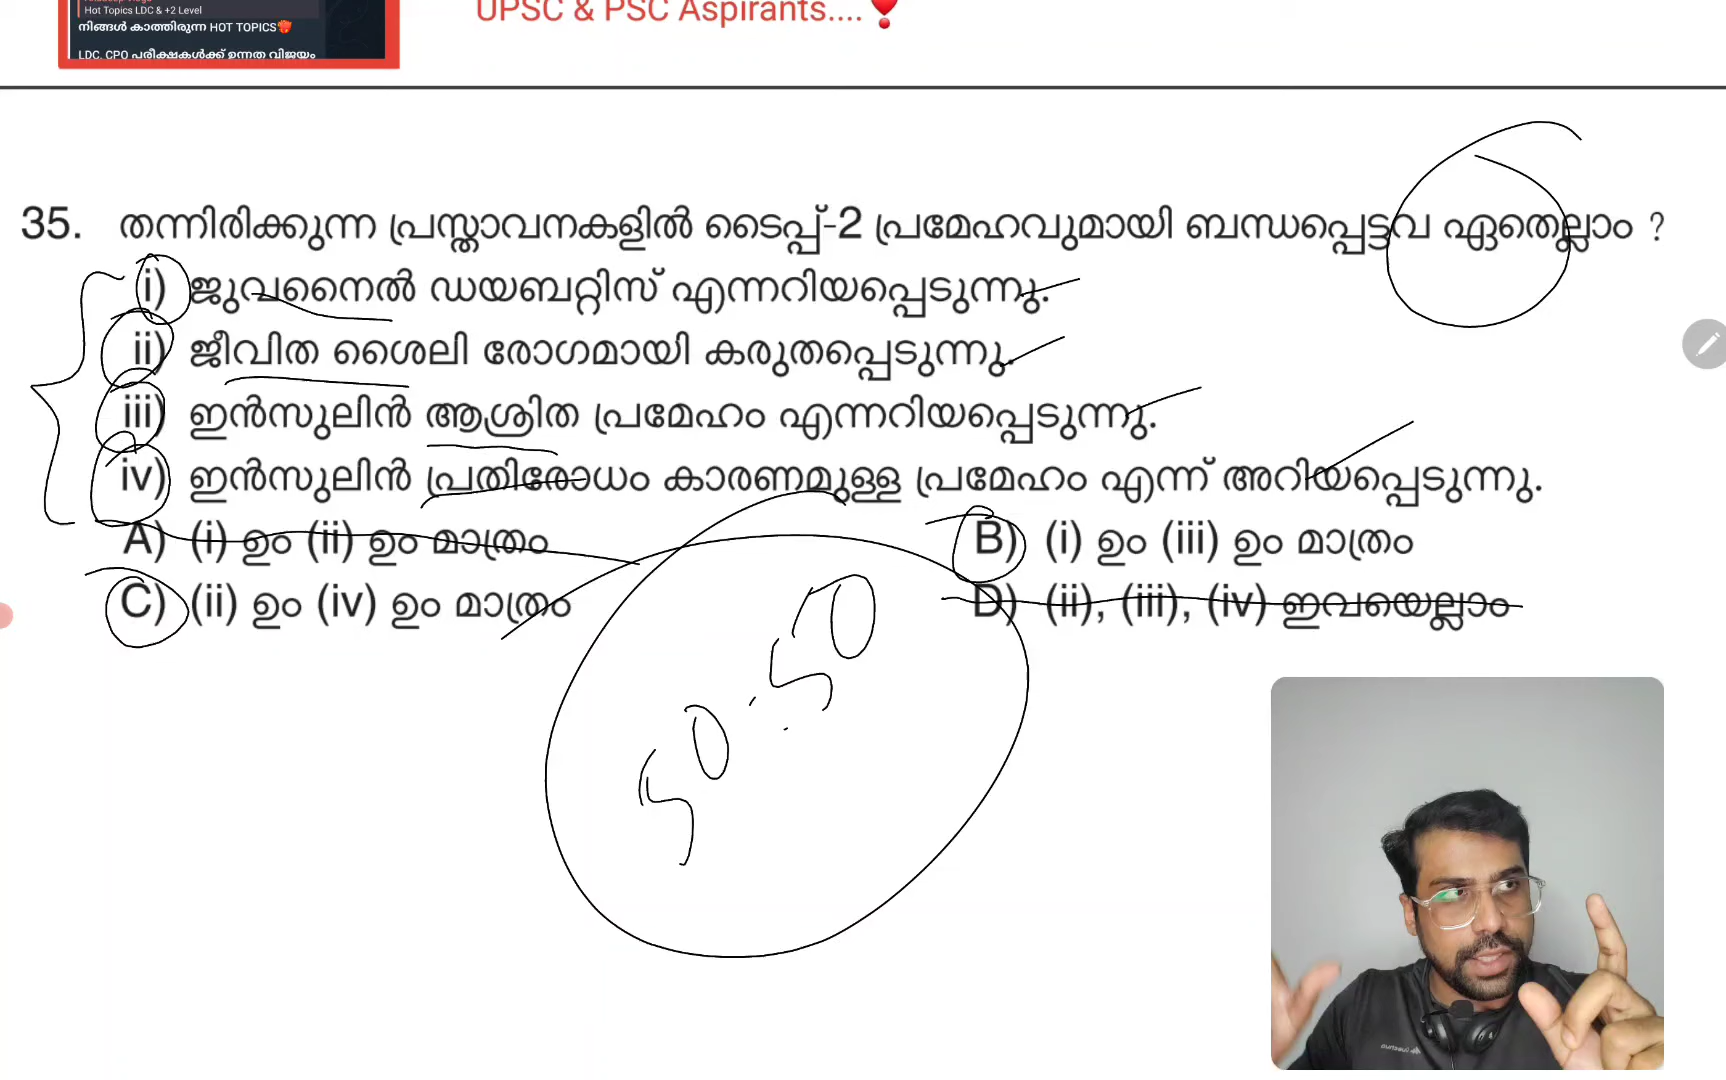 Hot Topics LDC & +2 Level
നിങ്ങൾ കാത്തിരുന്ന HOT TOPICS
LDC, CPO പരീക്ഷകൾക്ക് ഉന്നത വിജയം
UPSC & PSC Aspirants....❣
35. തന്നിരിക്കുന്ന പ്രസ്താവനകളിൽ ടൈപ്പ്-2 പ്രമേഹവുമായി ബന്ധപ്പെട്ടവ ഏതെല്ലാം ?
i) ജുവനൈൽ ഡയബറ്റിസ് എന്നറിയപ്പെടുന്നു.
ii) ജീവിത ശൈലി രോഗമായി കരുതപ്പെടുന്നു.
iii) ഇൻസുലിൻ ആശ്രിത പ്രമേഹം എന്നറിയപ്പെടുന്നു.
iv) ഇൻസുലിൻ പ്രതിരോധം കാരണമുള്ള പ്രമേഹം എന്ന് അറിയപ്പെടുന്നു.
A) (i) ഉം (ii) ഉം മാത്രം B) (i) ഉം (iii) ഉം മാത്രം
C) (ii) ഉം (iv) ഉം മാത്രം D) (ii), (iii), (iv) ഇവയെല്ലാം
50:50